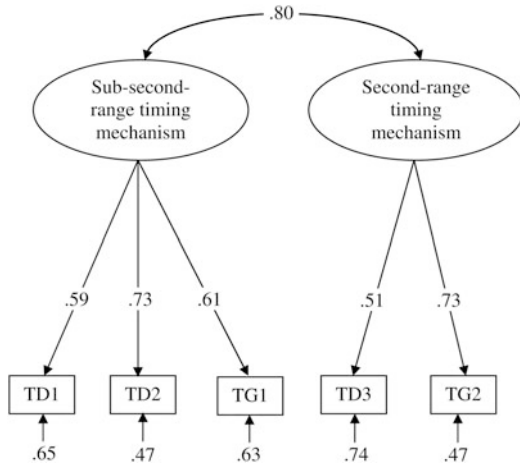 .80
Sub-second-
range timing
mechanism
Second-range
timing
mechanism
.59
.73
.61
.51
.73
TD1
TD2
TG1
TD3
TG2
.65
.47
.63
.74
.47